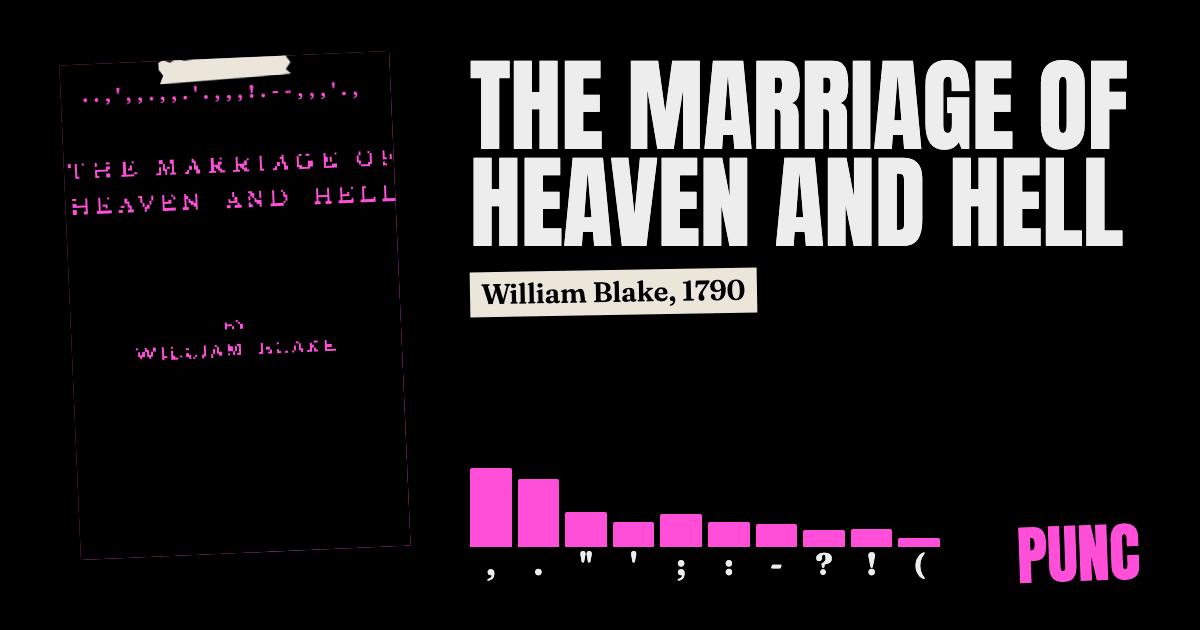 ..,',,.,,.'.,,,!.--,,,'.,
THE MARRIAGE OF
HEAVEN AND HELL
BY
WILLIAM BLAKE
THE MARRIAGE OF
HEAVEN AND HELL
William Blake, 1790
, . " ' ; : - ? ! (
PUNC